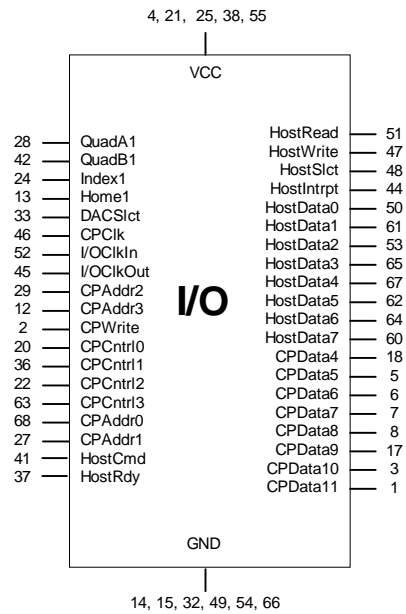 4, 21, 25, 38, 55
VCC
28 QuadA1
42 QuadB1
24 Index1
13 Home1
33 DACSlct
46 CPClk
52 I/OClkIn
45 I/OClkOut
29 CPAddr2
12 CPAddr3
2 CPWrite
20 CPCntrl0
36 CPCntrl1
22 CPCntrl2
63 CPCntrl3
68 CPAddr0
27 CPAddr1
41 HostCmd
37 HostRdy
I/O
HostRead 51
HostWrite 47
HostSlct 48
HostIntrpt 44
HostData0 50
HostData1 61
HostData2 53
HostData3 65
HostData4 67
HostData5 62
HostData6 64
HostData7 60
CPData4 18
CPData5 5
CPData6 6
CPData7 7
CPData8 8
CPData9 17
CPData10 3
CPData11 1
GND
14, 15, 32, 49, 54, 66